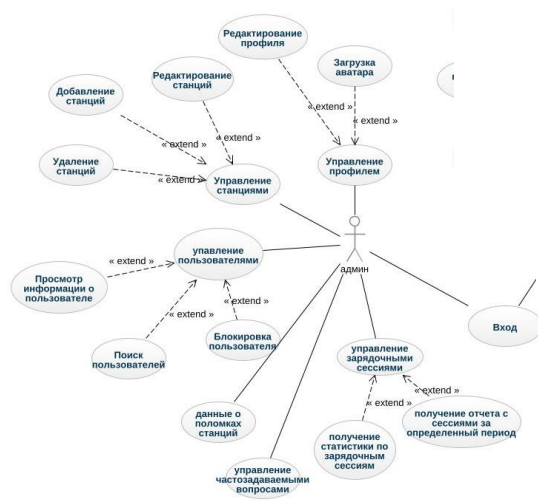 Редактирование
профиля
Загрузка
аватара
Редактирование
станций
Добавление
станций
« extend »
« extend »
« extend »
« extend »
Удаление
станций
« extend »
Управление
станциями
Управление
профилем
упавление
пользователями
админ
« extend »
Просмотр
информации о
пользователе
« extend »
« extend »
Поиск
пользователей
Блокировка
пользователя
Вход
управление
зарядочными
сессиями
« extend »
« extend »
данные о
поломках
станций
получение отчета с
сессиями за
определенный период
получение
статистики по
зарядочным
сессиям
управление
частозадаваемыми
вопросами